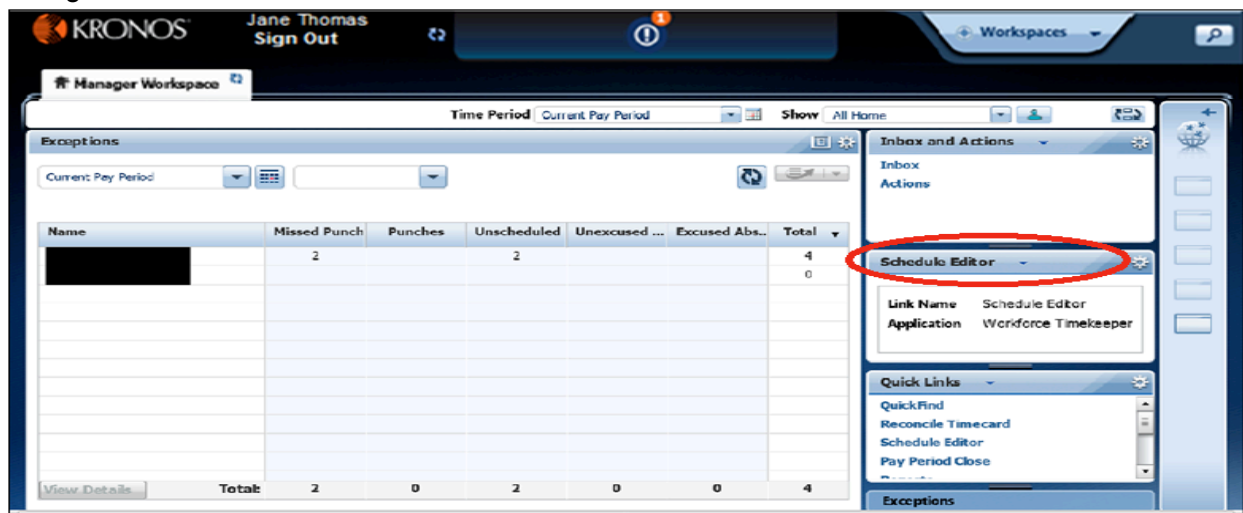 KRONOS
Jane Thomas
Sign Out
1
Workspaces
Manager Workspace
Time Period Current Pay Period Show All Home
Exceptions
Current Pay Period
Name Missed Punch Punches Unscheduled Unexcused ... Excused Abs... Total
2 2 4
0
View Details Total: 2 0 2 0 0 4
Inbox and Actions
Inbox
Actions
Schedule Editor
Link Name Schedule Editor
Application Workforce Timekeeper
Quick Links
QuickFind
Reconcile Timecard
Schedule Editor
Pay Period Close
Exceptions